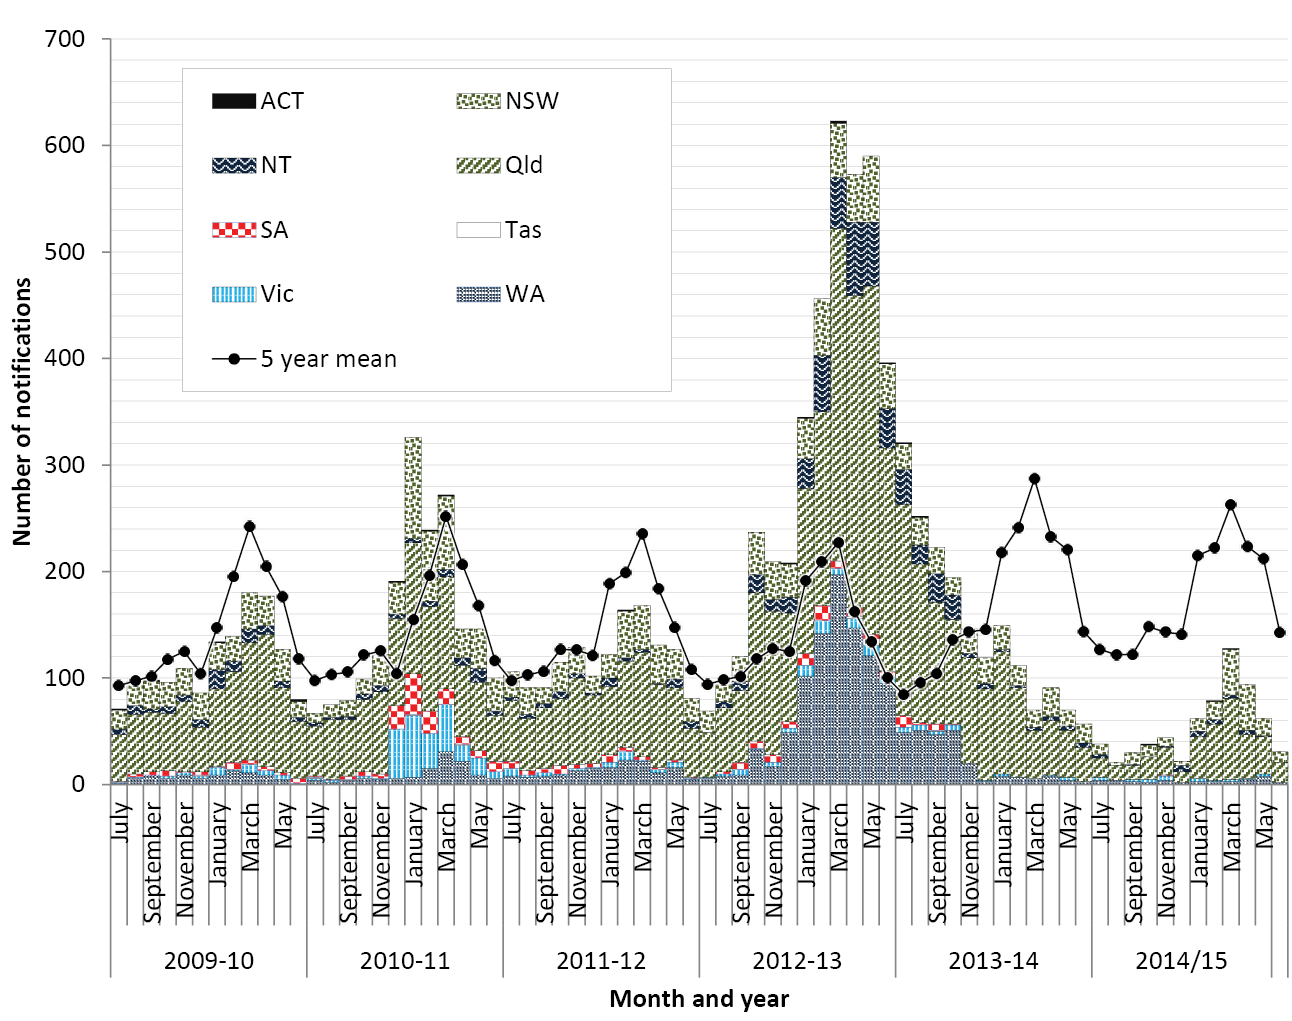 700
600
500
400
300
200
100
0
Number of notifications
ACT NSW
NT Qld
SA Tas
Vic WA
5 year mean
July September November January March May July September November January March May July September November January March May July September November January March May July September November January March May July September November January March May
2009-10 2010-11 2011-12 2012-13 2013-14 2014/15
Month and year